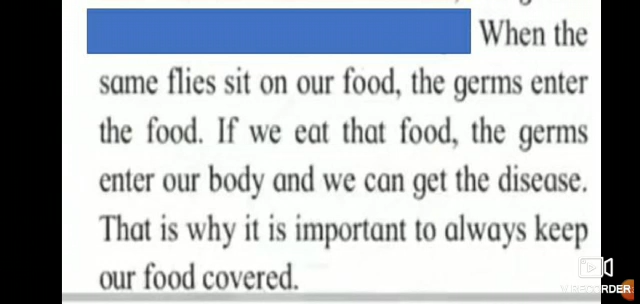 When the
same flies sit on our food, the germs enter
the food. If we eat that food, the germs
enter our body and we can get the disease.
That is why it is important to always keep
our food covered.
RECORDER